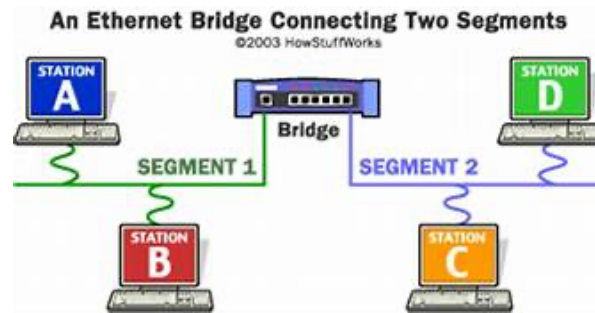 An Ethernet Bridge Connecting Two Segments
©2003 HowStuffWorks
STATION
A
STATION
D
Bridge
SEGMENT 1
SEGMENT 2
STATION
B
STATION
C